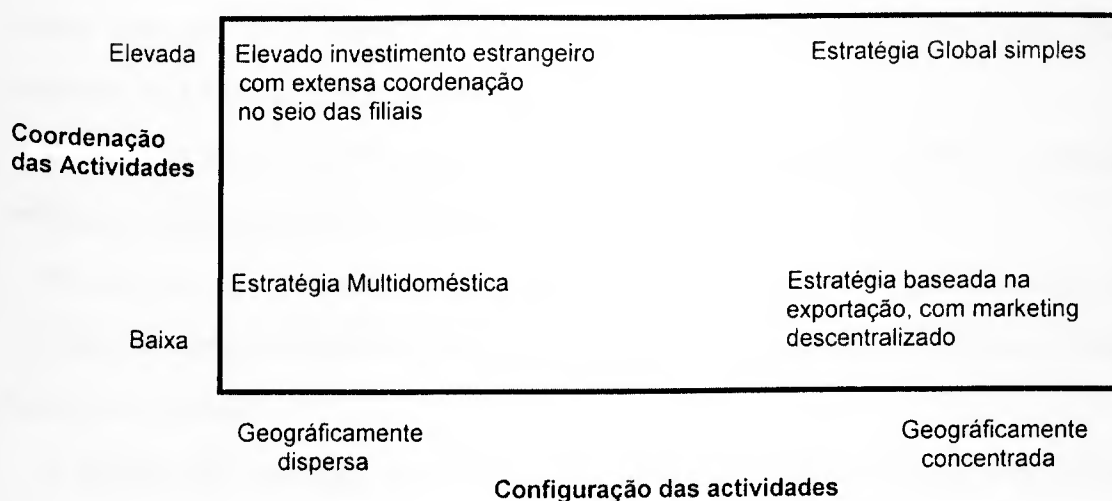 Elevada
Elevado investimento estrangeiro
com extensa coordenação
no seio das filiais
Estratégia Global simples
Coordenação
das Actividades
Estratégia Multidoméstica
Estratégia baseada na
exportação, com marketing
descentralizado
Baixa
Geográficamente
dispersa
Geográficamente
concentrada
Configuração das actividades